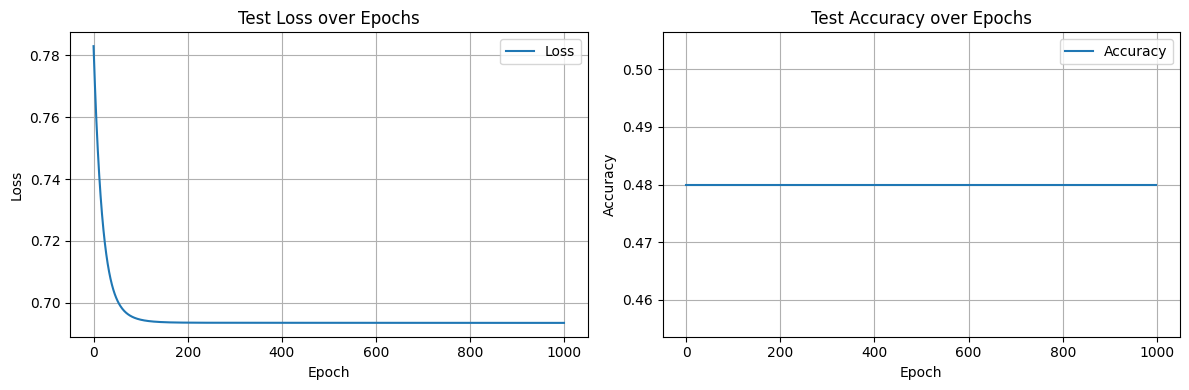 Test Loss over Epochs
Loss
0.78
0.76
0.74
0.72
0.70
Loss
0 200 400 600 800 1000
Epoch
Test Accuracy over Epochs
Accuracy
0.50
0.49
0.48
0.47
0.46
Accuracy
0 200 400 600 800 1000
Epoch